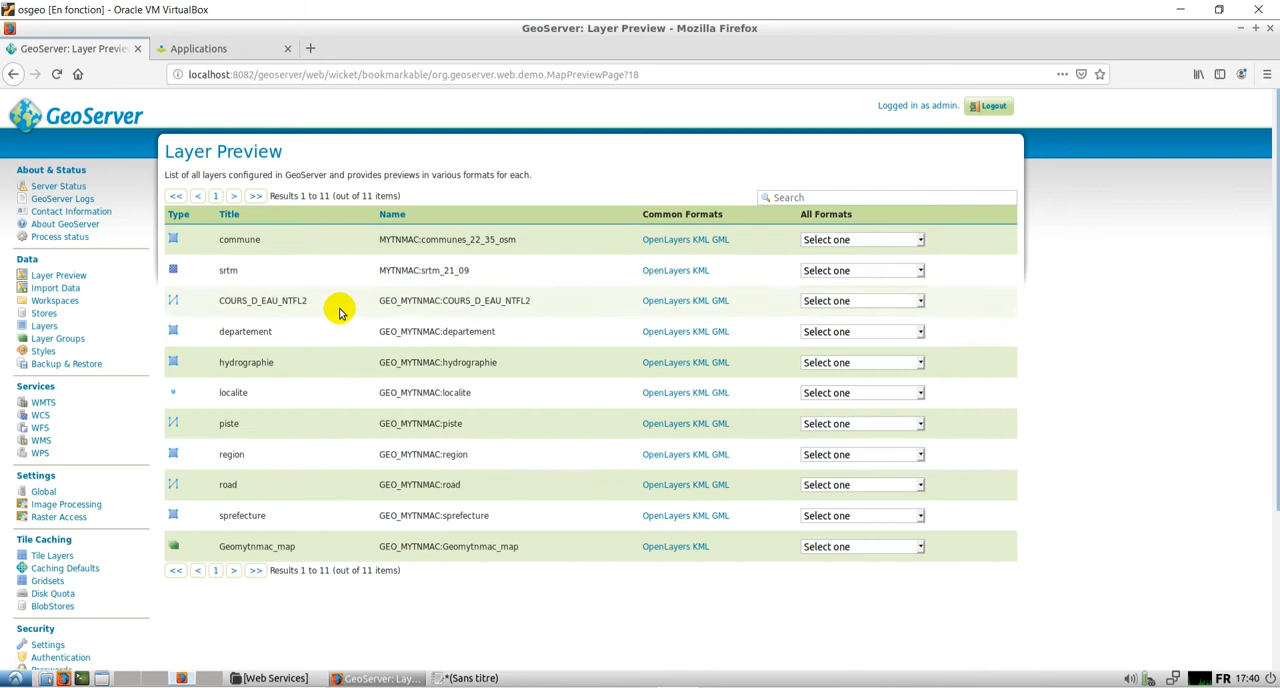 osgeo [En fonction] - Oracle VM VirtualBox
GeoServer: Layer Preview - Mozilla Firefox
GeoServer: Layer Previe
Applications
localhost:8082/geoserver/web/wicket/bookmarkable/org.geoserver.web.demo.MapPreviewPage?18
GeoServer
Logged in as admin. Logout
About & Status
Server Status
GeoServer Logs
Contact Information
About GeoServer
Process status
Data
Layer Preview
Import Data
Workspaces
Stores
Layers
Layer Groups
Styles
Backup & Restore
Services
WMTS
WCS
WFS
WMS
WPS
Settings
Global
Image Processing
Raster Access
Tile Caching
Tile Layers
Caching Defaults
Gridsets
Disk Quota
BlobStores
Security
Settings
Authentication
Layer Preview
List of all layers configured in GeoServer and provides previews in various formats for each.
<< < 1 > >> Results 1 to 11 (out of 11 items)
Search
Type Title Name Common Formats All Formats
commune MYTNMAC:communes_22_35_osm OpenLayers KML GML Select one
srtm MYTNMAC:srtm_21_09 OpenLayers KML Select one
COURS_D_EAU_NTFL2 GEO_MYTNMAC:COURS_D_EAU_NTFL2 OpenLayers KML GML Select one
departement GEO_MYTNMAC:departement OpenLayers KML GML Select one
hydrographie GEO_MYTNMAC:hydrographie OpenLayers KML GML Select one
localite GEO_MYTNMAC:localite OpenLayers KML GML Select one
piste GEO_MYTNMAC:piste OpenLayers KML GML Select one
region GEO_MYTNMAC:region OpenLayers KML GML Select one
road GEO_MYTNMAC:road OpenLayers KML GML Select one
sprefecture GEO_MYTNMAC:sprefecture OpenLayers KML GML Select one
Geomytnmac_map GEO_MYTNMAC:Geomytnmac_map OpenLayers KML Select one
<< < 1 > >> Results 1 to 11 (out of 11 items)
[Web Services]
GeoServer: Lay...
*(Sans titre)
FR 17:40